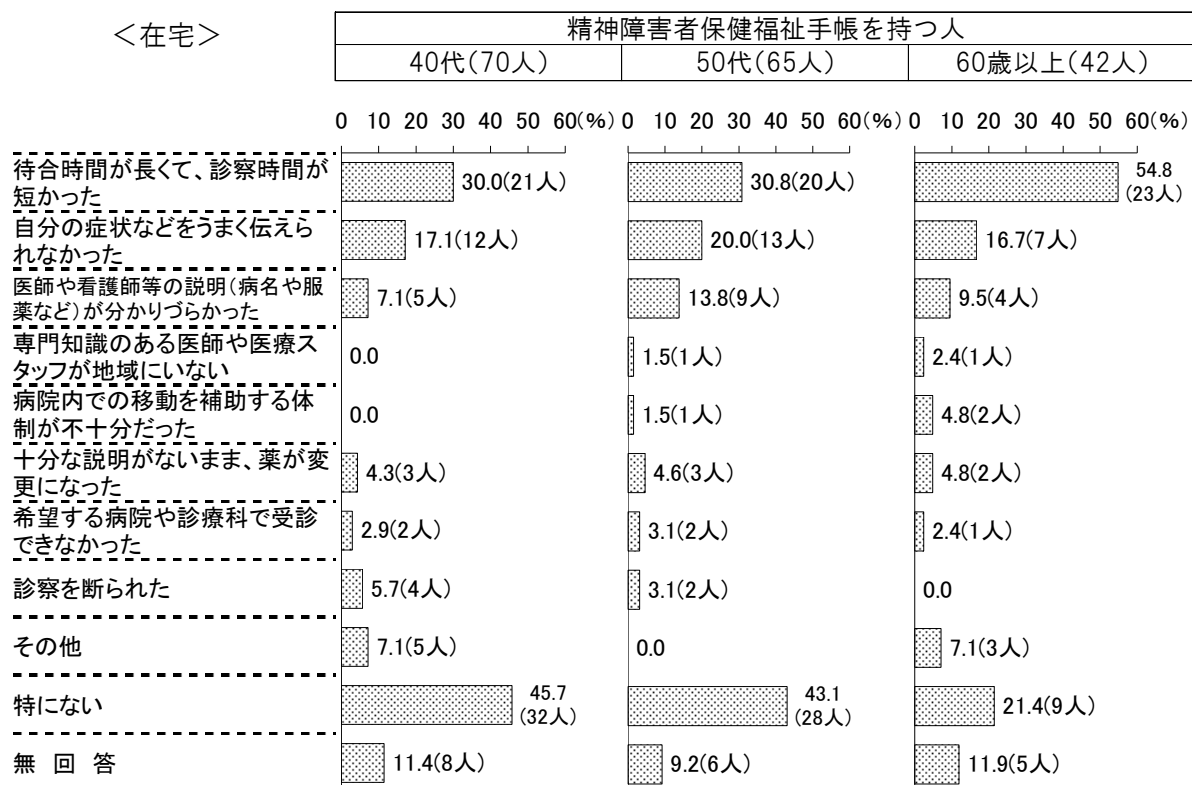 ＜在宅＞
精神障害者保健福祉手帳を持つ人
40代(70人) 50代(65人) 60歳以上(42人)
0 10 20 30 40 50 60(%) 0 10 20 30 40 50 60(%) 0 10 20 30 40 50 60(%)
待合時間が長くて、診察時間が
短かった
30.0(21人) 30.8(20人) 54.8
(23人)
自分の症状などをうまく伝えら
れなかった
17.1(12人) 20.0(13人) 16.7(7人)
医師や看護師等の説明(病名や服
薬など)が分かりづらかった
7.1(5人) 13.8(9人) 9.5(4人)
専門知識のある医師や医療ス
タッフが地域にいない
0.0 1.5(1人) 2.4(1人)
病院内での移動を補助する体
制が不十分だった
0.0 1.5(1人) 4.8(2人)
十分な説明がないまま、薬が変
更になった
4.3(3人) 4.6(3人) 4.8(2人)
希望する病院や診療科で受診
できなかった
2.9(2人) 3.1(2人) 2.4(1人)
診察を断られた
5.7(4人) 3.1(2人) 0.0
その他
7.1(5人) 0.0 7.1(3人)
特にない
45.7
(32人)
43.1
(28人)
21.4(9人)
無 回 答
11.4(8人) 9.2(6人) 11.9(5人)